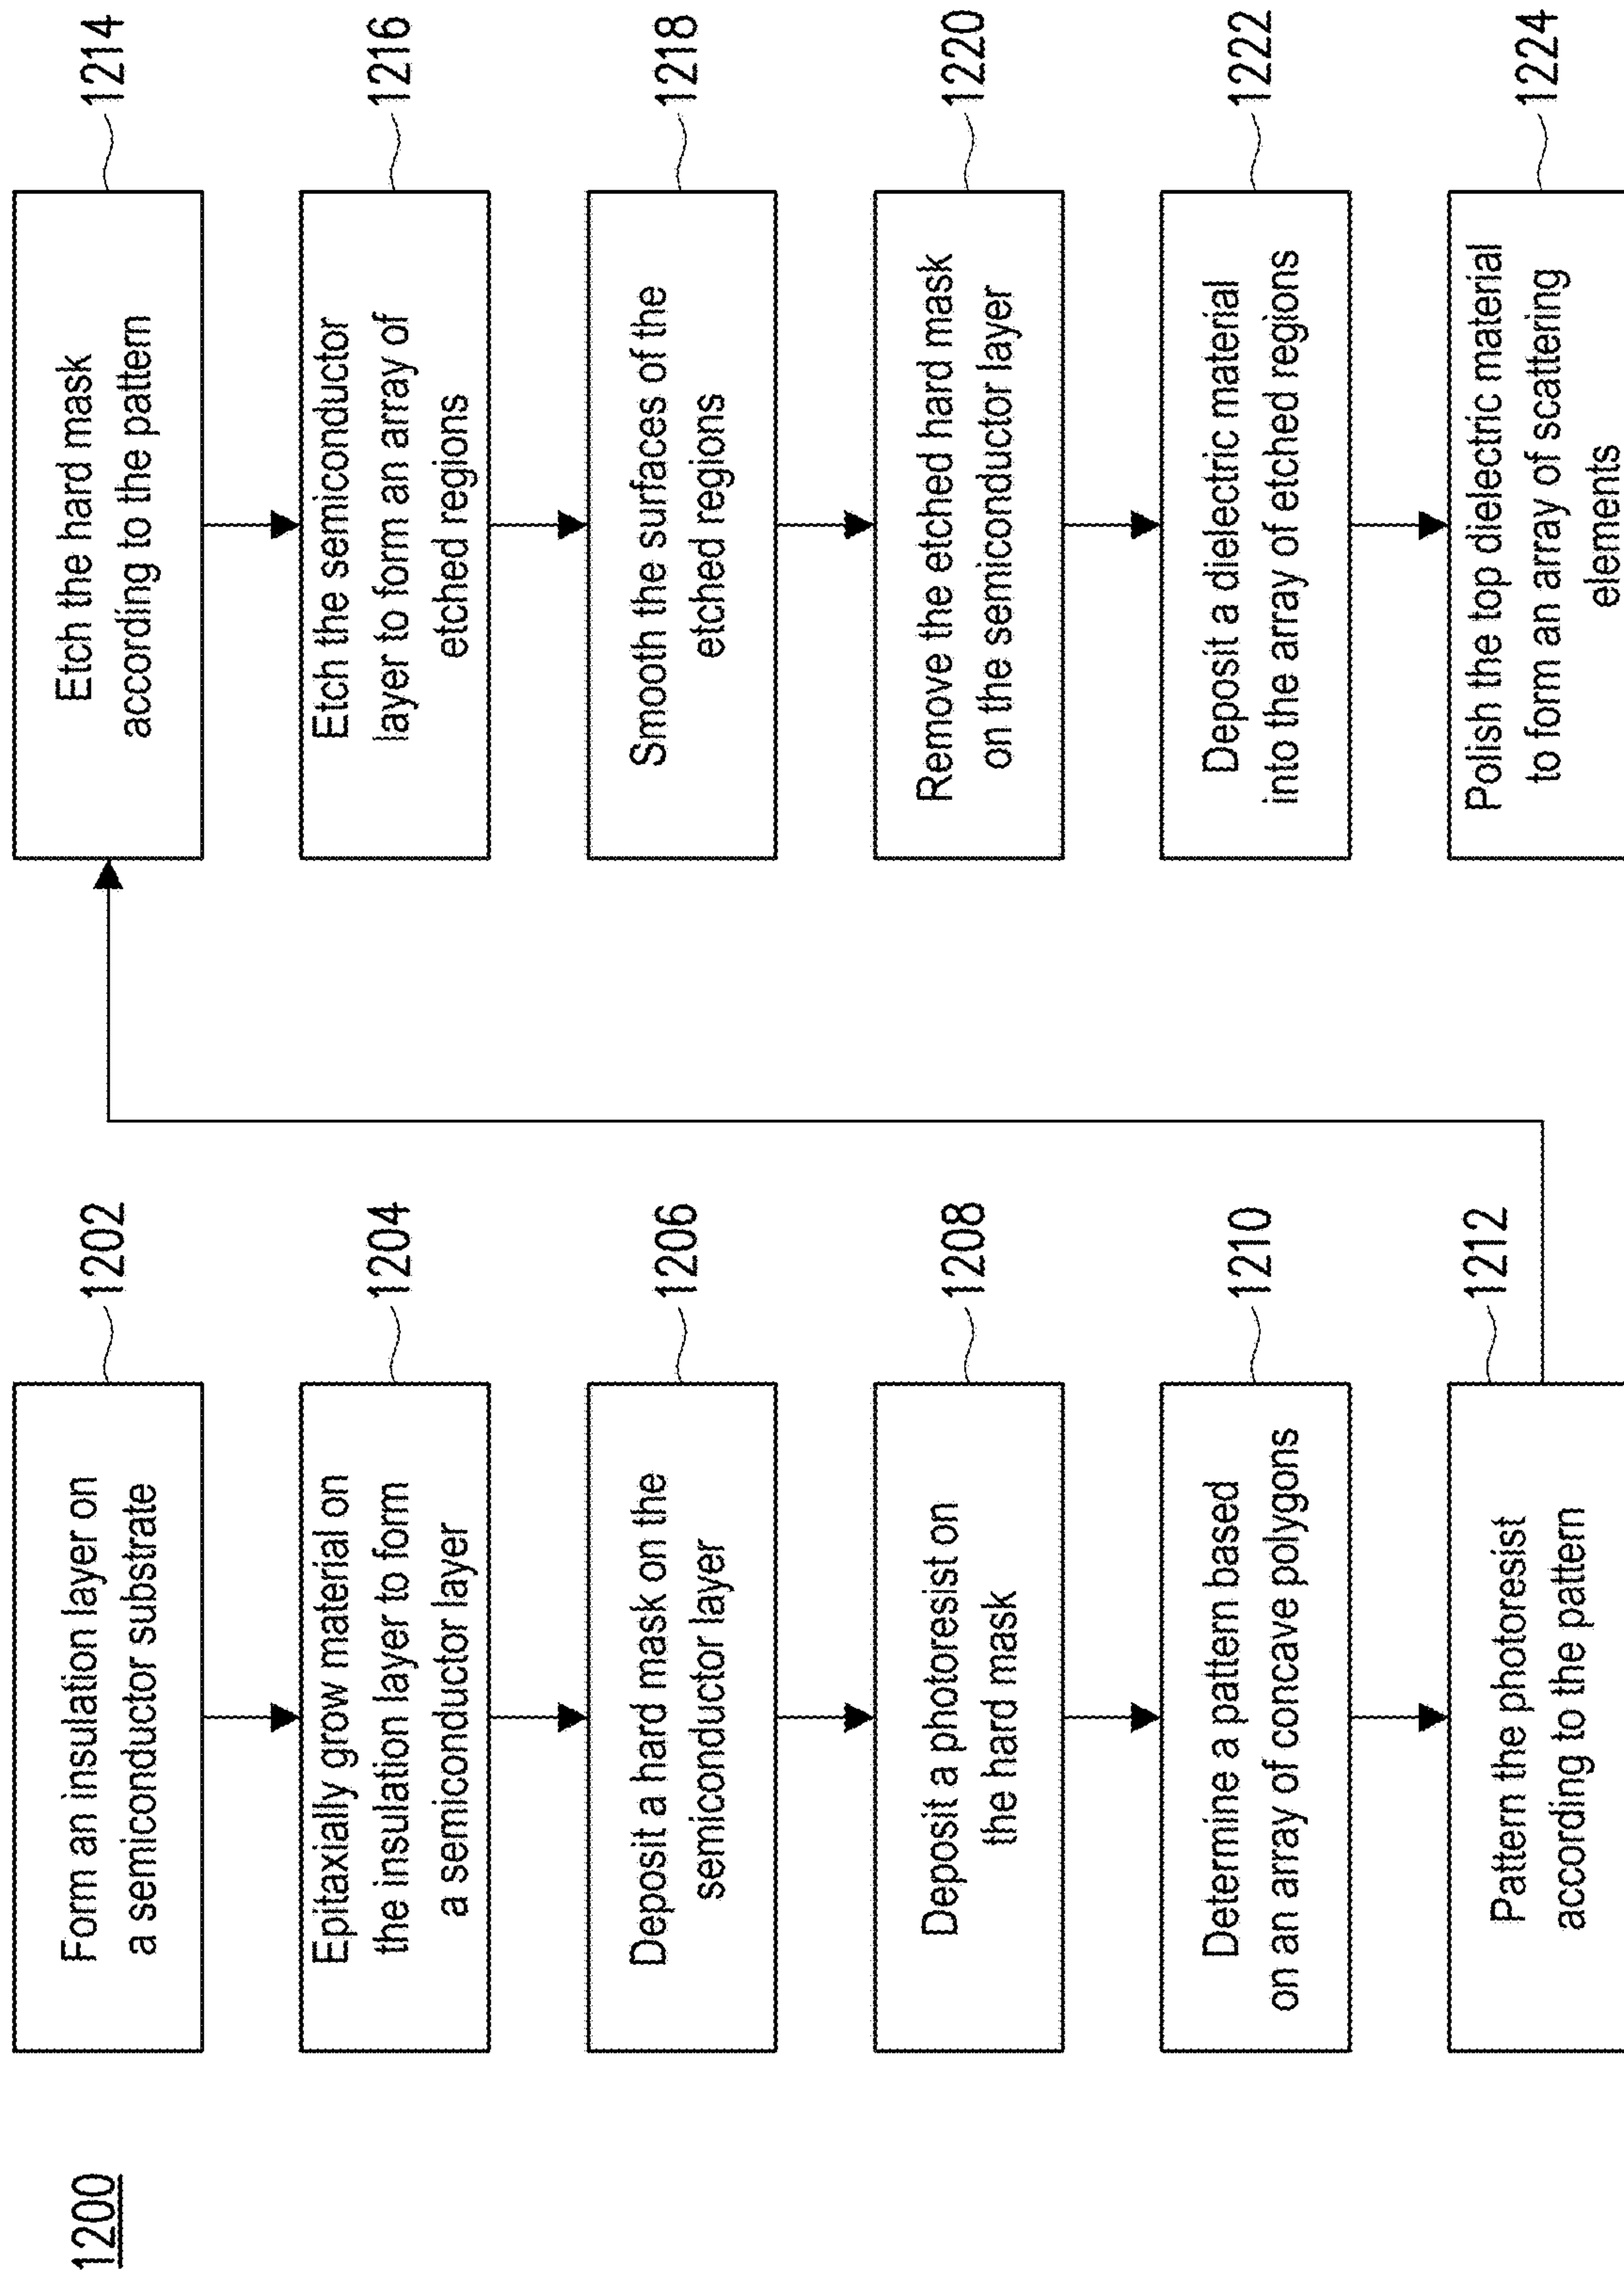 1200
Form an insulation layer on
a semiconductor substrate
1202
Epitaxially grow material on
the insulation layer to form
a semiconductor layer
1204
Deposit a hard mask on the
semiconductor layer
1206
Deposit a photoresist on
the hard mask
1208
Determine a pattern based
on an array of concave polygons
1210
Pattern the photoresist
according to the pattern
1212
Etch the hard mask
according to the pattern
1214
Etch the semiconductor
layer to form an array of
etched regions
1216
Smooth the surfaces of the
etched regions
1218
Remove the etched hard mask
on the semiconductor layer
1220
Deposit a dielectric material
into the array of etched regions
1222
Polish the top dielectric material
to form an array of scattering
elements
1224